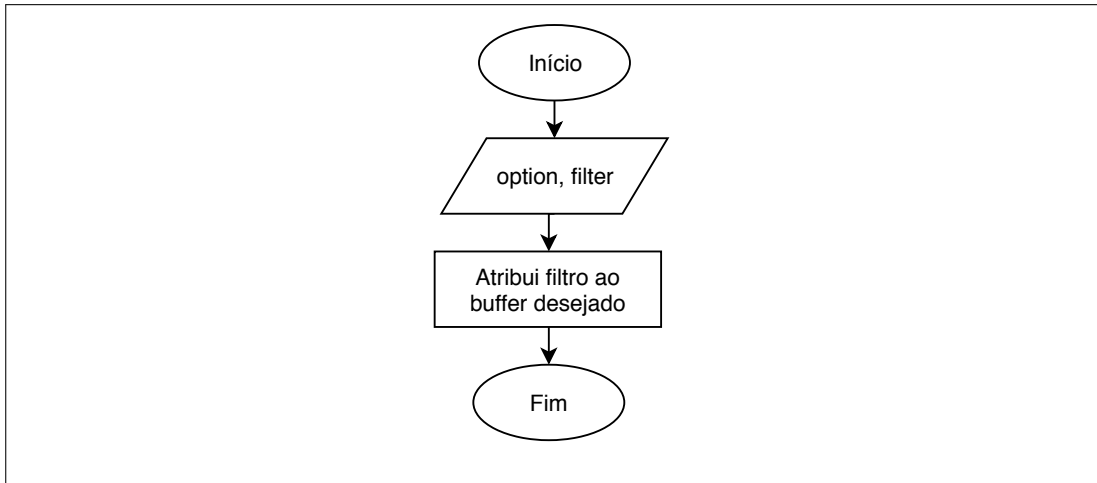 Início
option, filter
Atribui filtro ao
buffer desejado
Fim